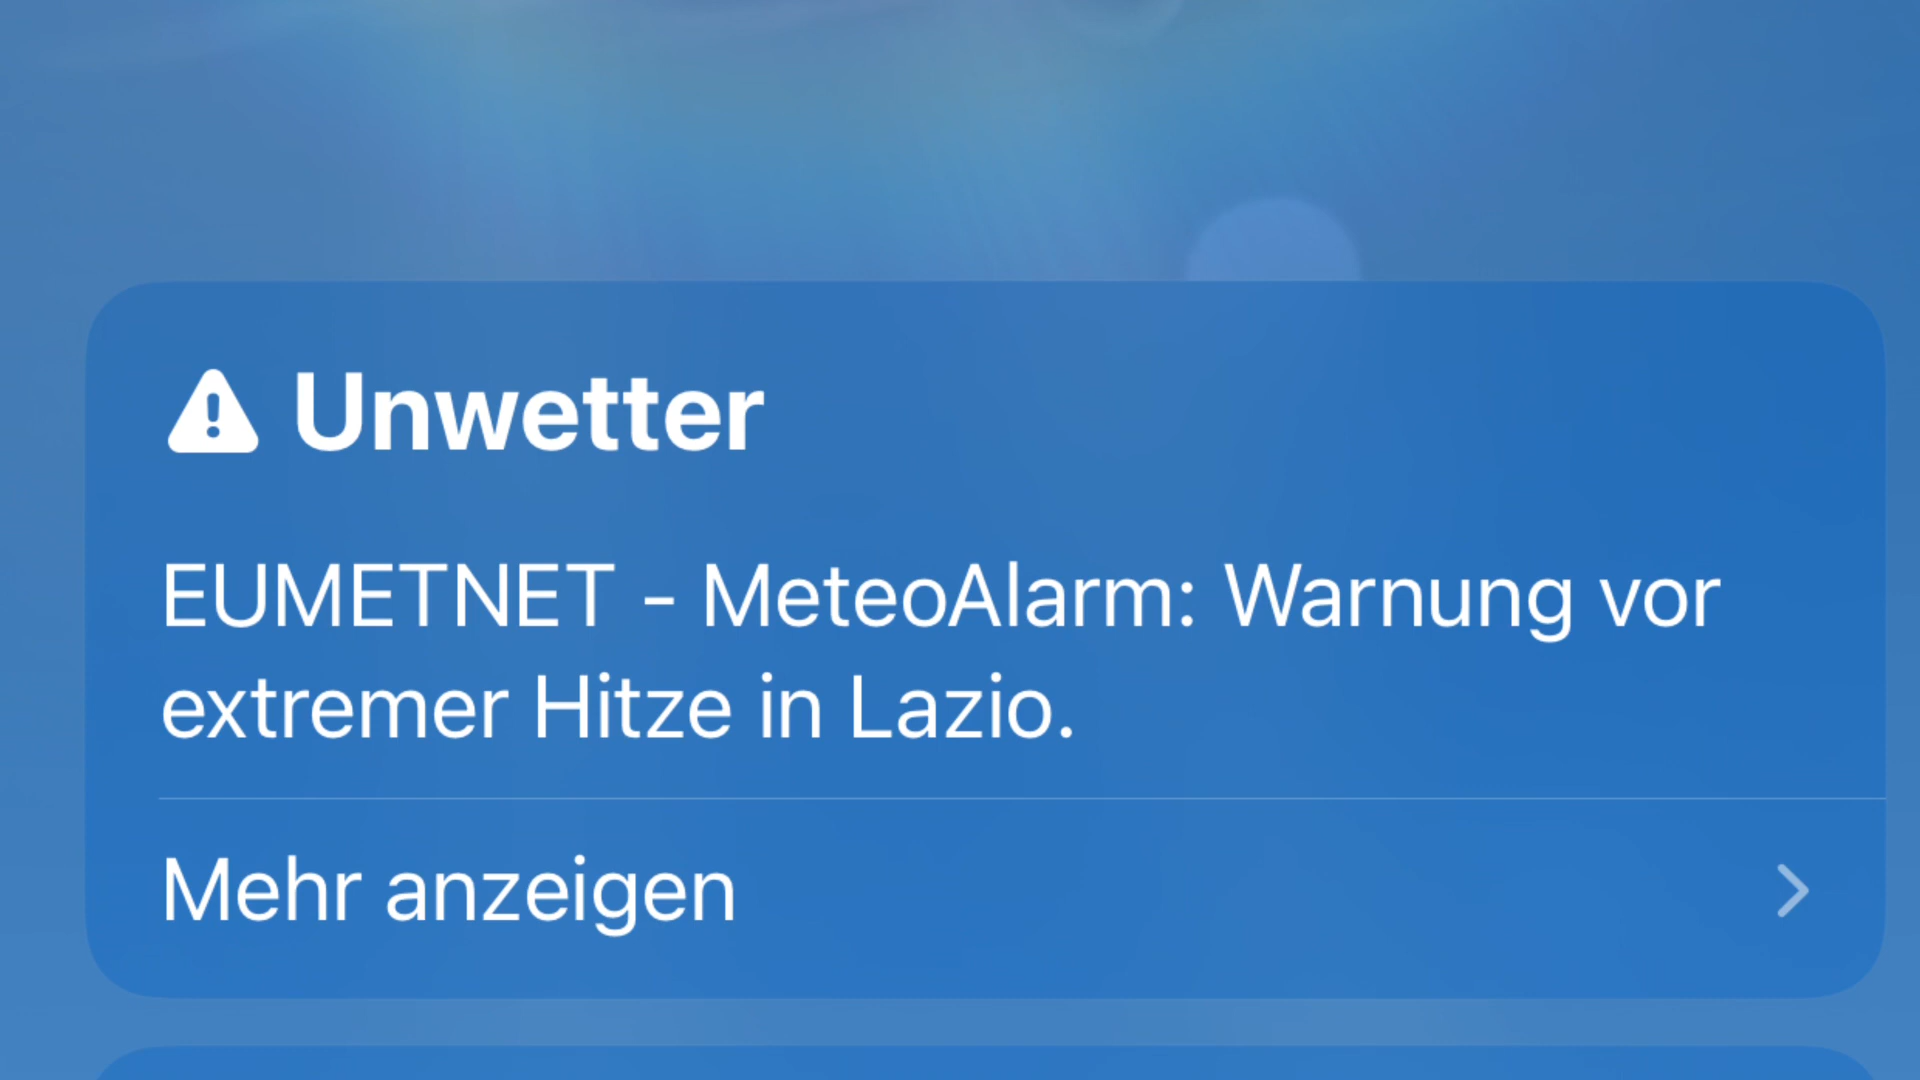 Unwetter
EUMETNET - MeteoAlarm: Warnung vor
extremer Hitze in Lazio.
Mehr anzeigen